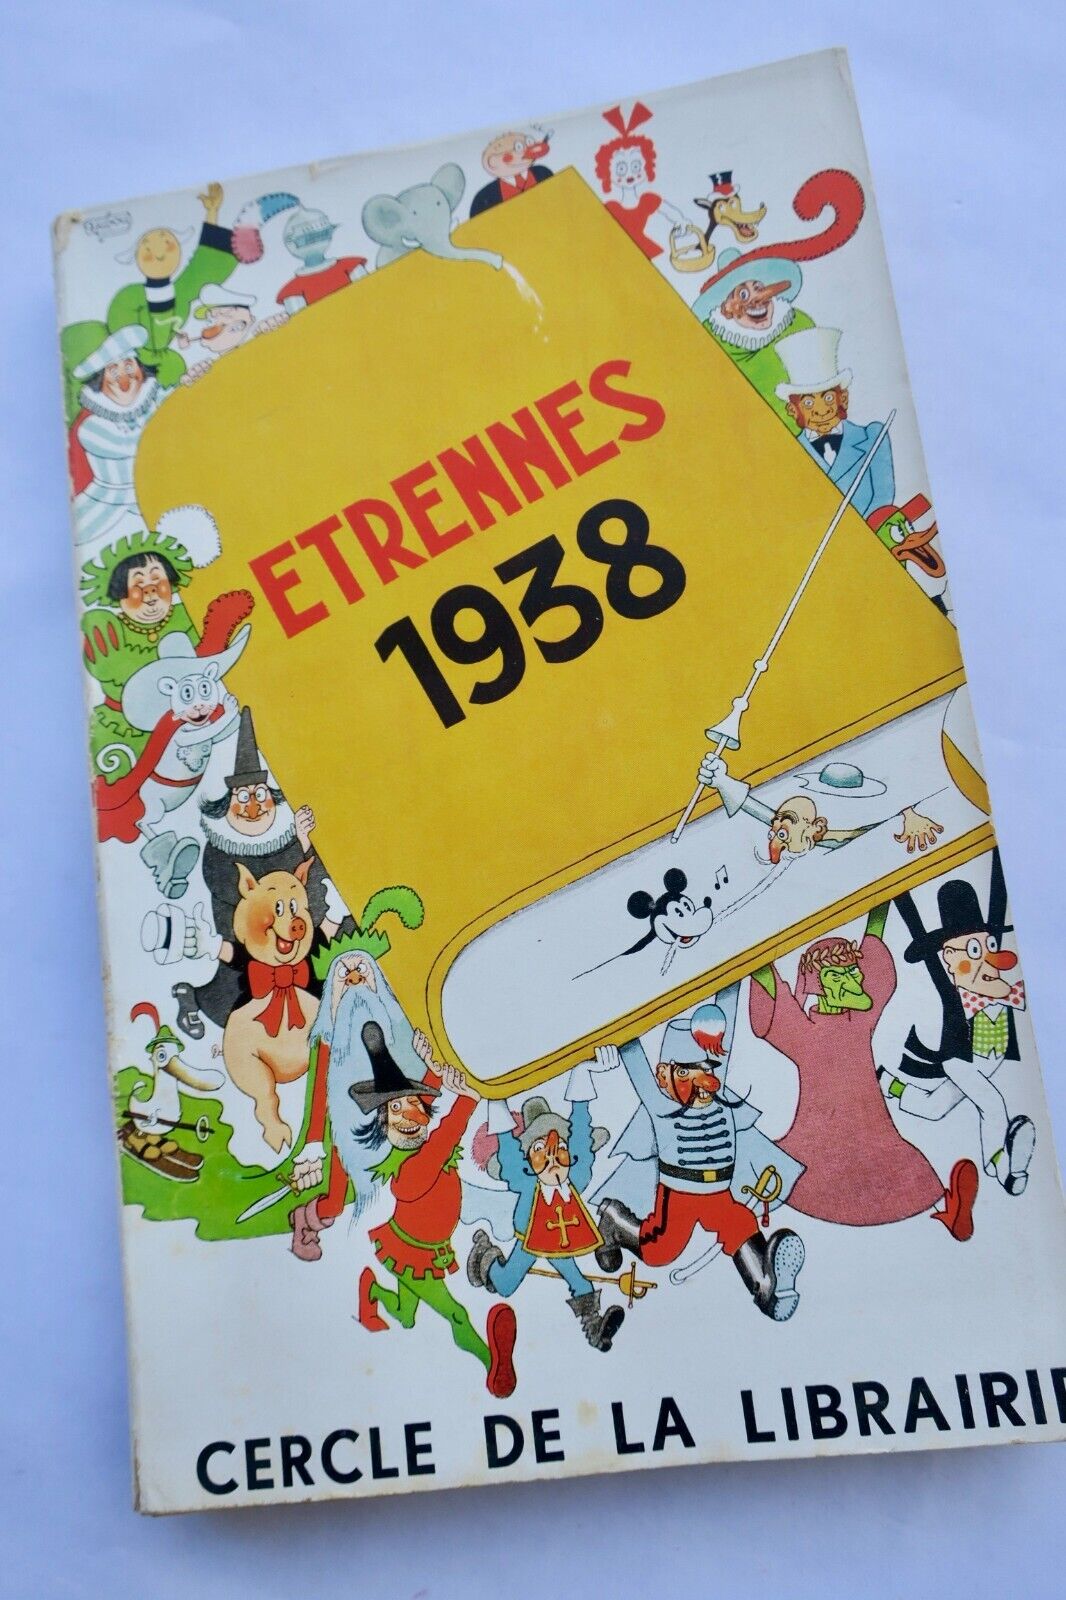 ETRENNES
1938
CERCLE DE LA LIBRAIRIE